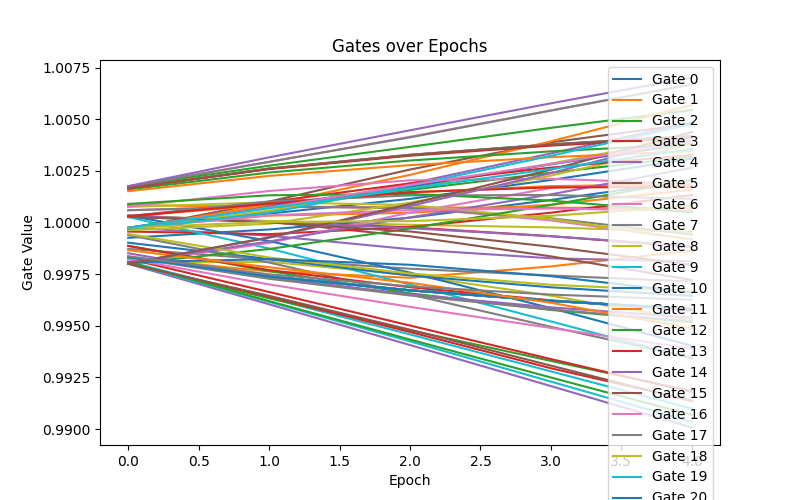 Gates over Epochs
Gate Value
1.0075
1.0050
1.0025
1.0000
0.9975
0.9950
0.9925
0.9900
0.0
0.5
1.0
1.5
2.0
2.5
3.0
3.5
4.0
Epoch
Gate 0
Gate 1
Gate 2
Gate 3
Gate 4
Gate 5
Gate 6
Gate 7
Gate 8
Gate 9
Gate 10
Gate 11
Gate 12
Gate 13
Gate 14
Gate 15
Gate 16
Gate 17
Gate 18
Gate 19
Gate 20